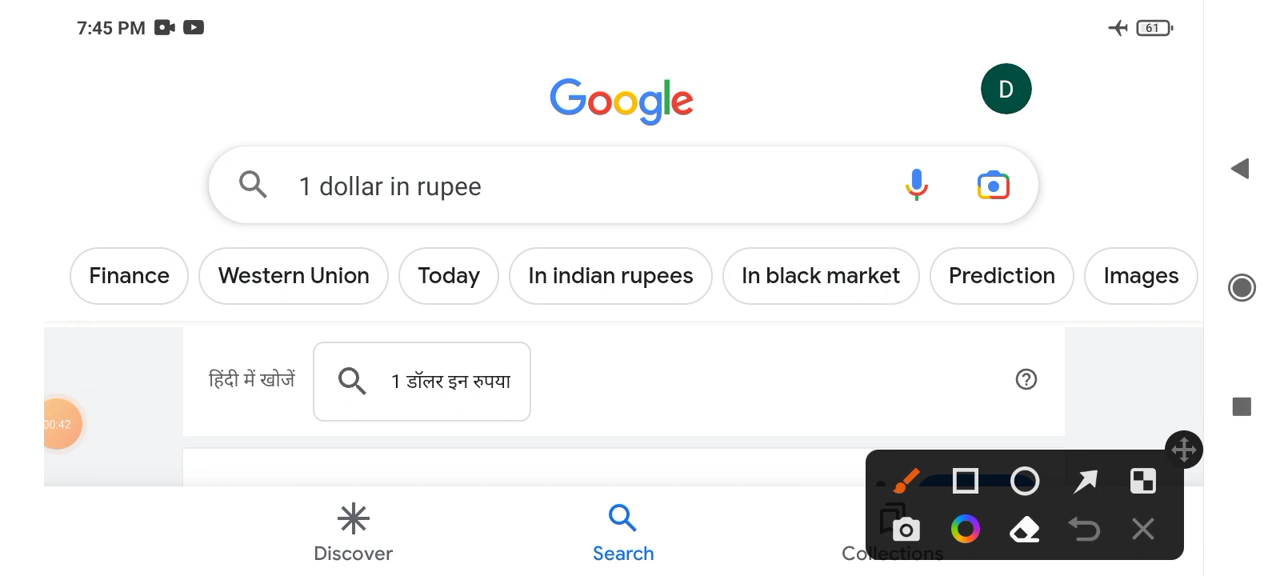 7:45 PM
61
Google
D
1 dollar in rupee
Finance
Western Union
Today
In indian rupees
In black market
Prediction
Images
हिंदी में खोजें
1 डॉलर इन रुपया
00:42
Discover
Search
Collections